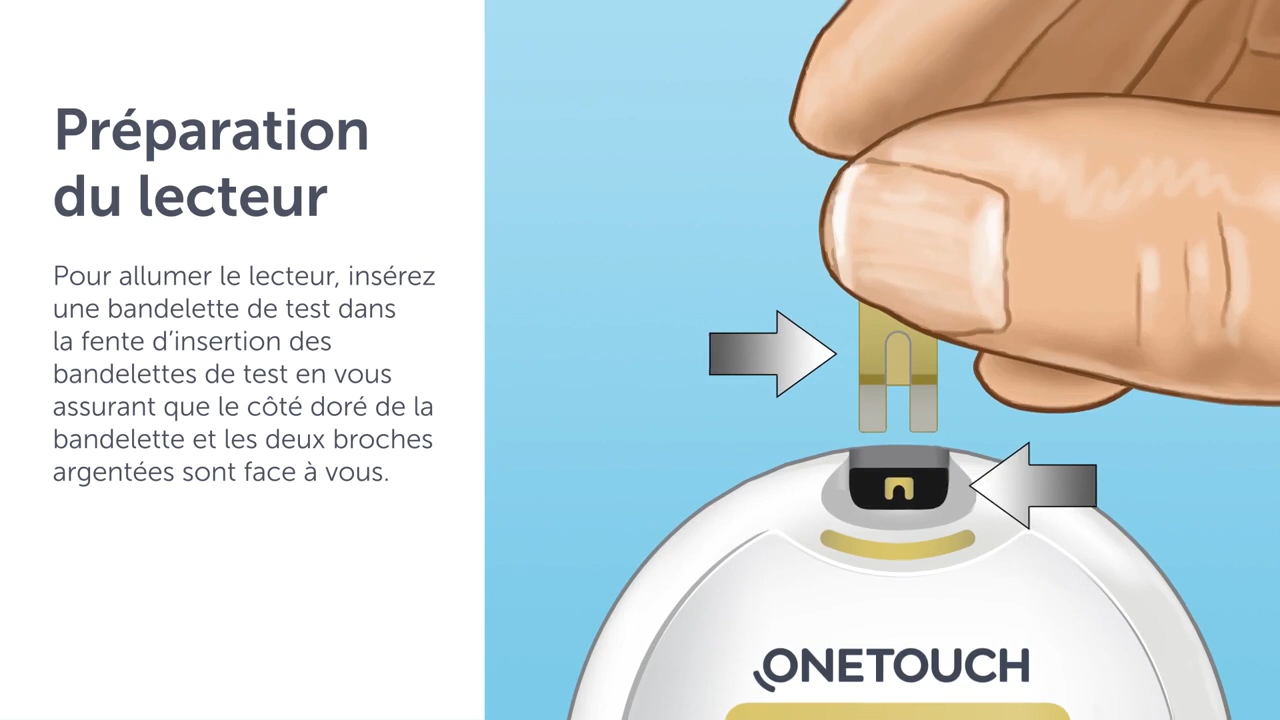 Préparation
du lecteur
Pour allumer le lecteur, insérez
une bandelette de test dans
la fente d’insertion des
bandelettes de test en vous
assurant que le côté doré de la
bandelette et les deux broches
argentées sont face à vous.
ONETOUCH